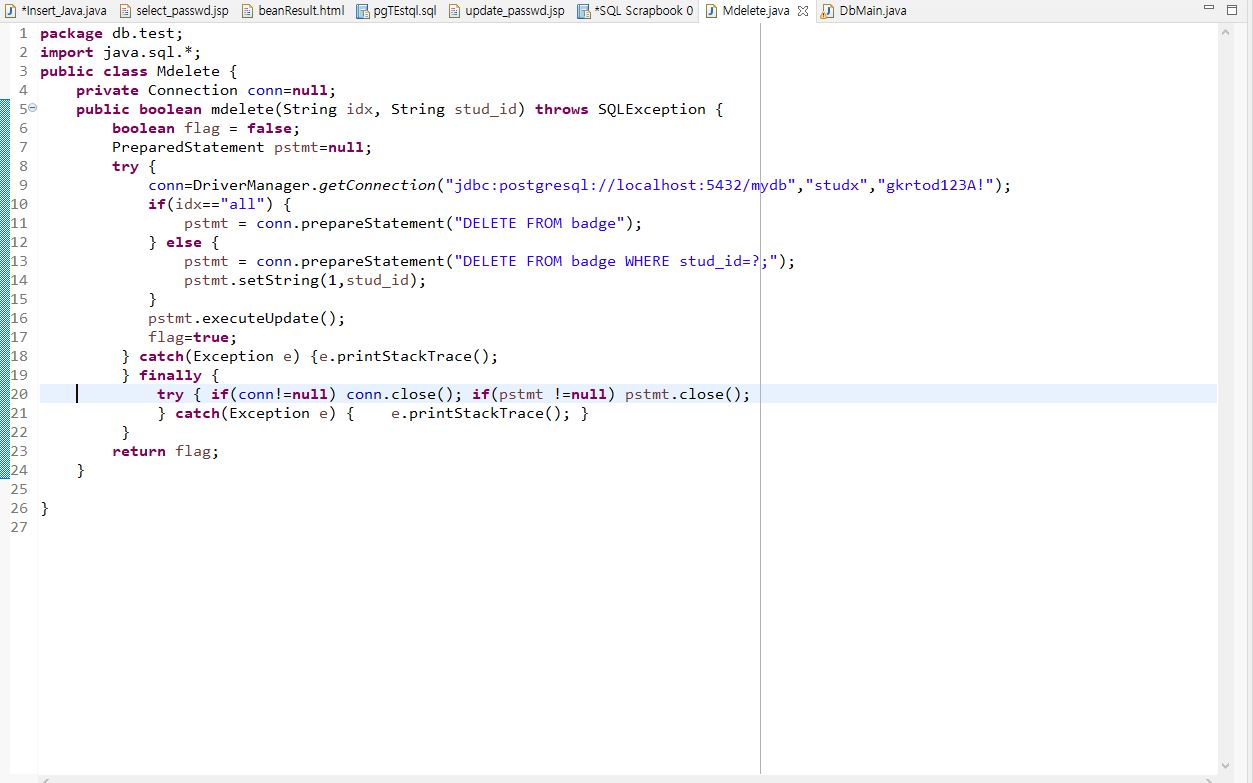 *Insert_Java.java select_passwd.jsp beanResult.html pgTEstql.sql update_passwd.jsp *SQL Scrapbook 0 Mdelete.java DbMain.java
1 package db.test;
2 import java.sql.*;
3 public class Mdelete {
4     private Connection conn=null;
5     public boolean mdelete(String idx, String stud_id) throws SQLException {
6         boolean flag = false;
7         PreparedStatement pstmt=null;
8         try {
9             conn=DriverManager.getConnection("jdbc:postgresql://localhost:5432/mydb","studx","gkrtod123A!");
10             if(idx=="all") {
11                 pstmt = conn.prepareStatement("DELETE FROM badge");
12             } else {
13                 pstmt = conn.prepareStatement("DELETE FROM badge WHERE stud_id=?;");
14                 pstmt.setString(1,stud_id);
15             }
16             pstmt.executeUpdate();
17             flag=true;
18          } catch(Exception e) {e.printStackTrace();
19          } finally {
20              try { if(conn!=null) conn.close(); if(pstmt !=null) pstmt.close();
21              } catch(Exception e) {    e.printStackTrace(); }
22          }
23         return flag;
24     }
25
26 }
27